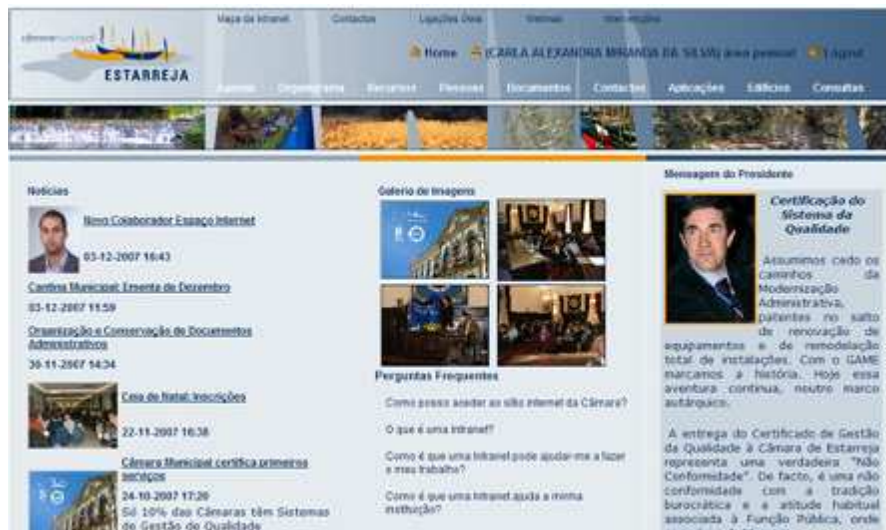 Mapa da Intranet Contactos Ligações Úteis Webmail
câmaramunicipal
ESTARREJA
Home (CARLA ALEXANDRA MIRANDA DA SILVA) área pessoal Logout
Agenda Organigrama Recursos Pessoas Documentos Contactos Aplicações Edifícios Consultas
Notícias
Novo Colaborador Espaço Internet
03-12-2007 16:43
Cantina Municipal: Ementa de Dezembro
03-12-2007 11:59
Organização e Conservação de Documentos
Administrativos
30-11-2007 14:34
Ceia de Natal: Inscrições
22-11-2007 16:38
Câmara Municipal certifica primeiros
serviços
24-10-2007 17:20
Só 10% das Câmaras têm Sistemas
de Gestão de Qualidade
Galeria de Imagens
Perguntas Frequentes
Como posso aceder ao sítio internet da Câmara?
O que é uma Intranet?
Como é que uma Intranet pode ajudar-me a fazer
o meu trabalho?
Como é que uma Intranet ajuda a minha
instituição?
Mensagem do Presidente
Certificação do
Sistema da
Qualidade
Assumimos cedo os
caminhos da
Modernização
Administrativa,
patentes no salto
de renovação de
equipamentos e de remodelação
total de instalações. Com o GAME
marcamos a história. Hoje essa
aventura continua, noutro marco
autárquico.
A entrega do Certificado de Gestão
da Qualidade à Câmara de Estarreja
representa uma verdadeira "Não
Conformidade". De facto, é uma não
conformidade com a tradição
burocrática e a atitude habitual
associada à Função Pública, onde